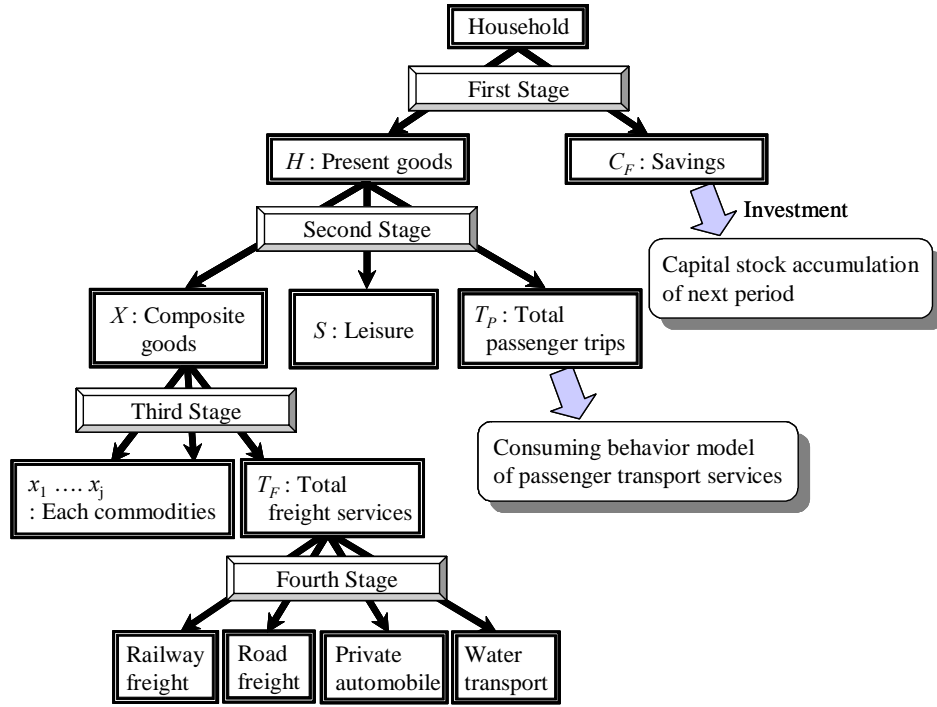 Household
First Stage
H : Present goods
C_F : Savings
Investment
Second Stage
Capital stock accumulation
of next period
X : Composite
goods
S : Leisure
T_P : Total
passenger trips
Third Stage
Consuming behavior model
of passenger transport services
x_1 .... x_j
: Each commodities
T_F : Total
freight services
Fourth Stage
Railway
freight
Road
freight
Private
automobile
Water
transport